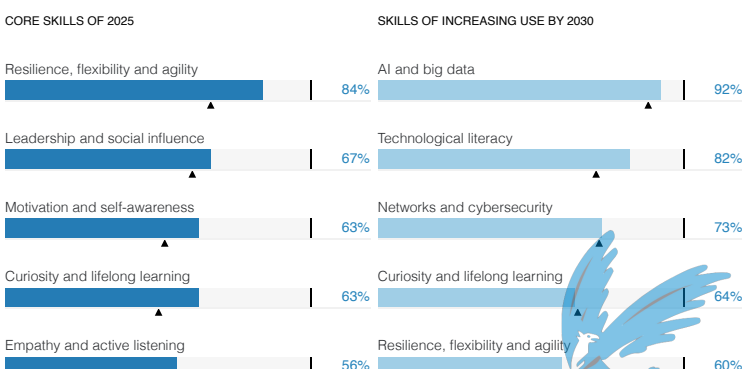 CORE SKILLS OF 2025
Resilience, flexibility and agility
84%
Leadership and social influence
67%
Motivation and self-awareness
63%
Curiosity and lifelong learning
63%
Empathy and active listening
56%
SKILLS OF INCREASING USE BY 2030
AI and big data
92%
Technological literacy
82%
Networks and cybersecurity
73%
Curiosity and lifelong learning
64%
Resilience, flexibility and agility
60%